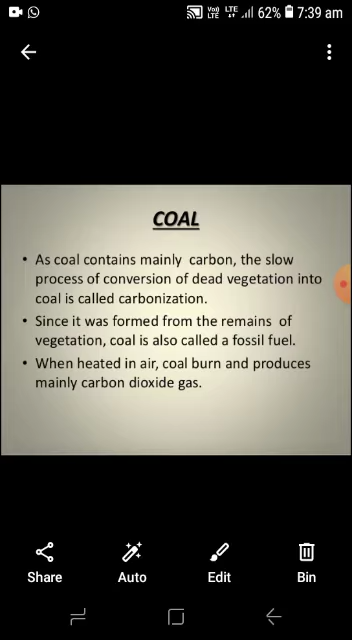 62% 7:39 am
COAL
• As coal contains mainly carbon, the slow
process of conversion of dead vegetation into
coal is called carbonization.
• Since it was formed from the remains of
vegetation, coal is also called a fossil fuel.
• When heated in air, coal burn and produces
mainly carbon dioxide gas.
Share Auto Edit Bin